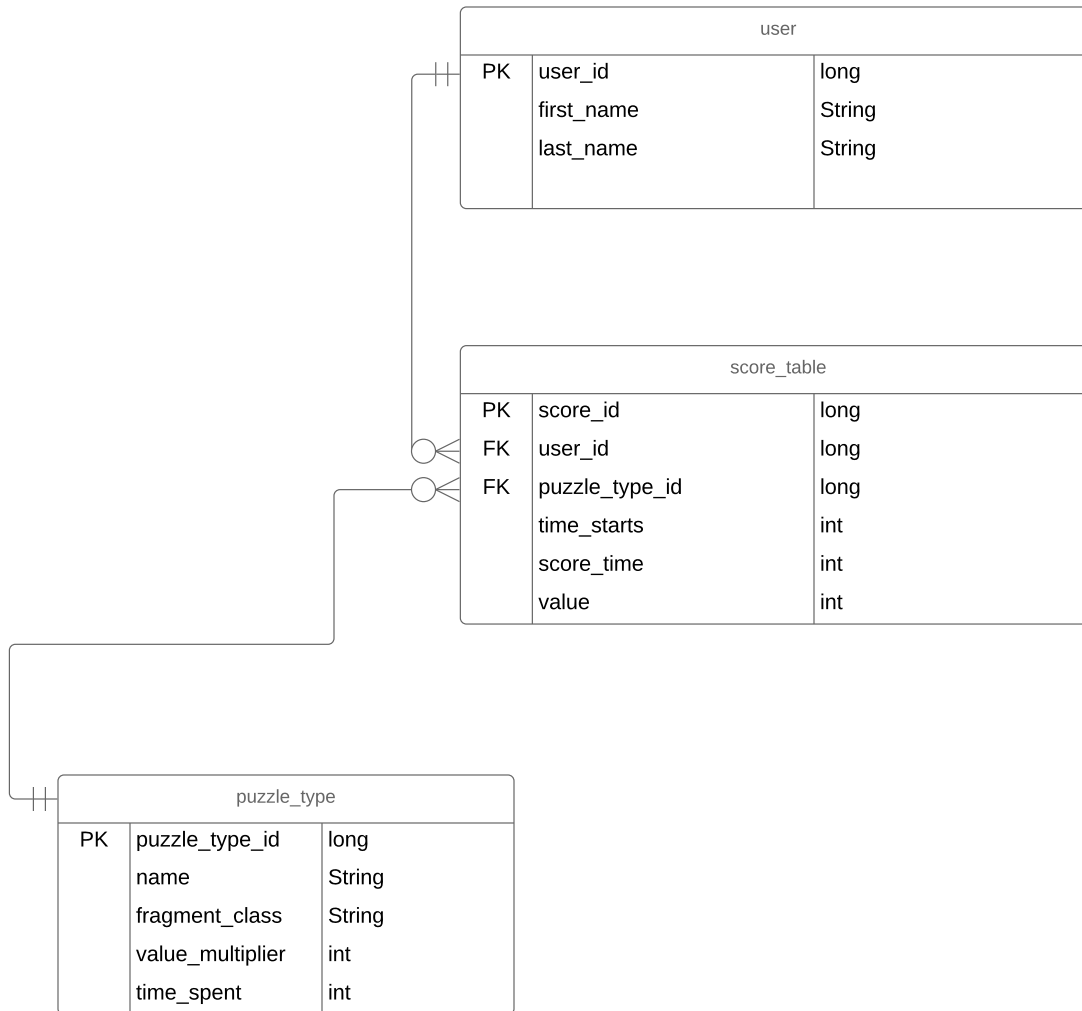 user
PK user_id long
first_name String
last_name String
score_table
PK score_id long
FK user_id long
FK puzzle_type_id long
time_starts int
score_time int
value int
puzzle_type
PK puzzle_type_id long
name String
fragment_class String
value_multiplier int
time_spent int